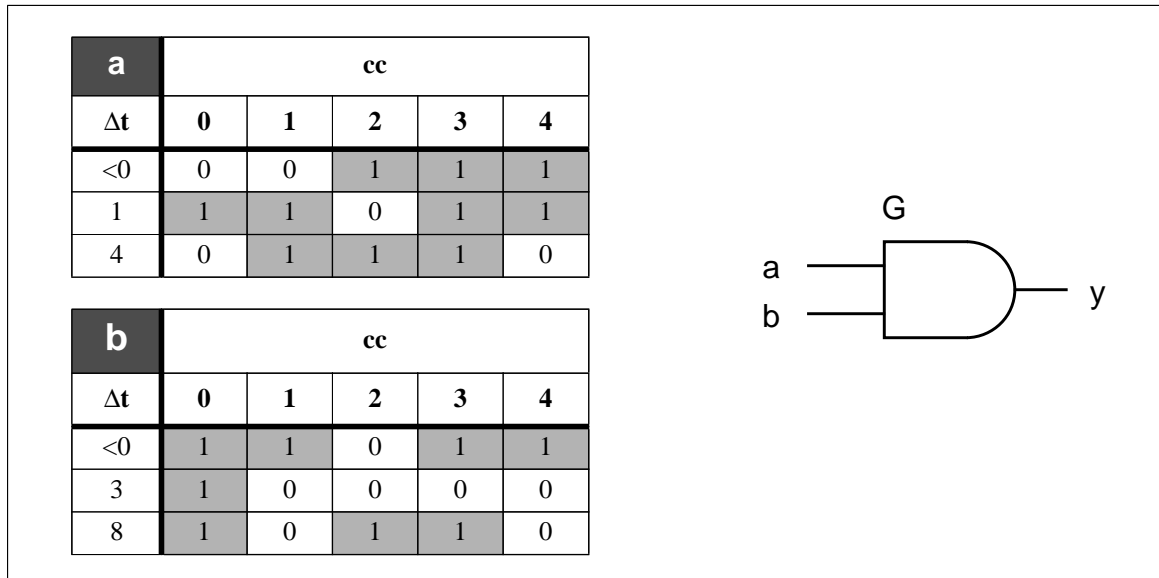 a cc
Δt 0 1 2 3 4
<0 0 0 1 1 1
1 1 1 0 1 1
4 0 1 1 1 0
b cc
Δt 0 1 2 3 4
<0 1 1 0 1 1
3 1 0 0 0 0
8 1 0 1 1 0
G
a
b
y